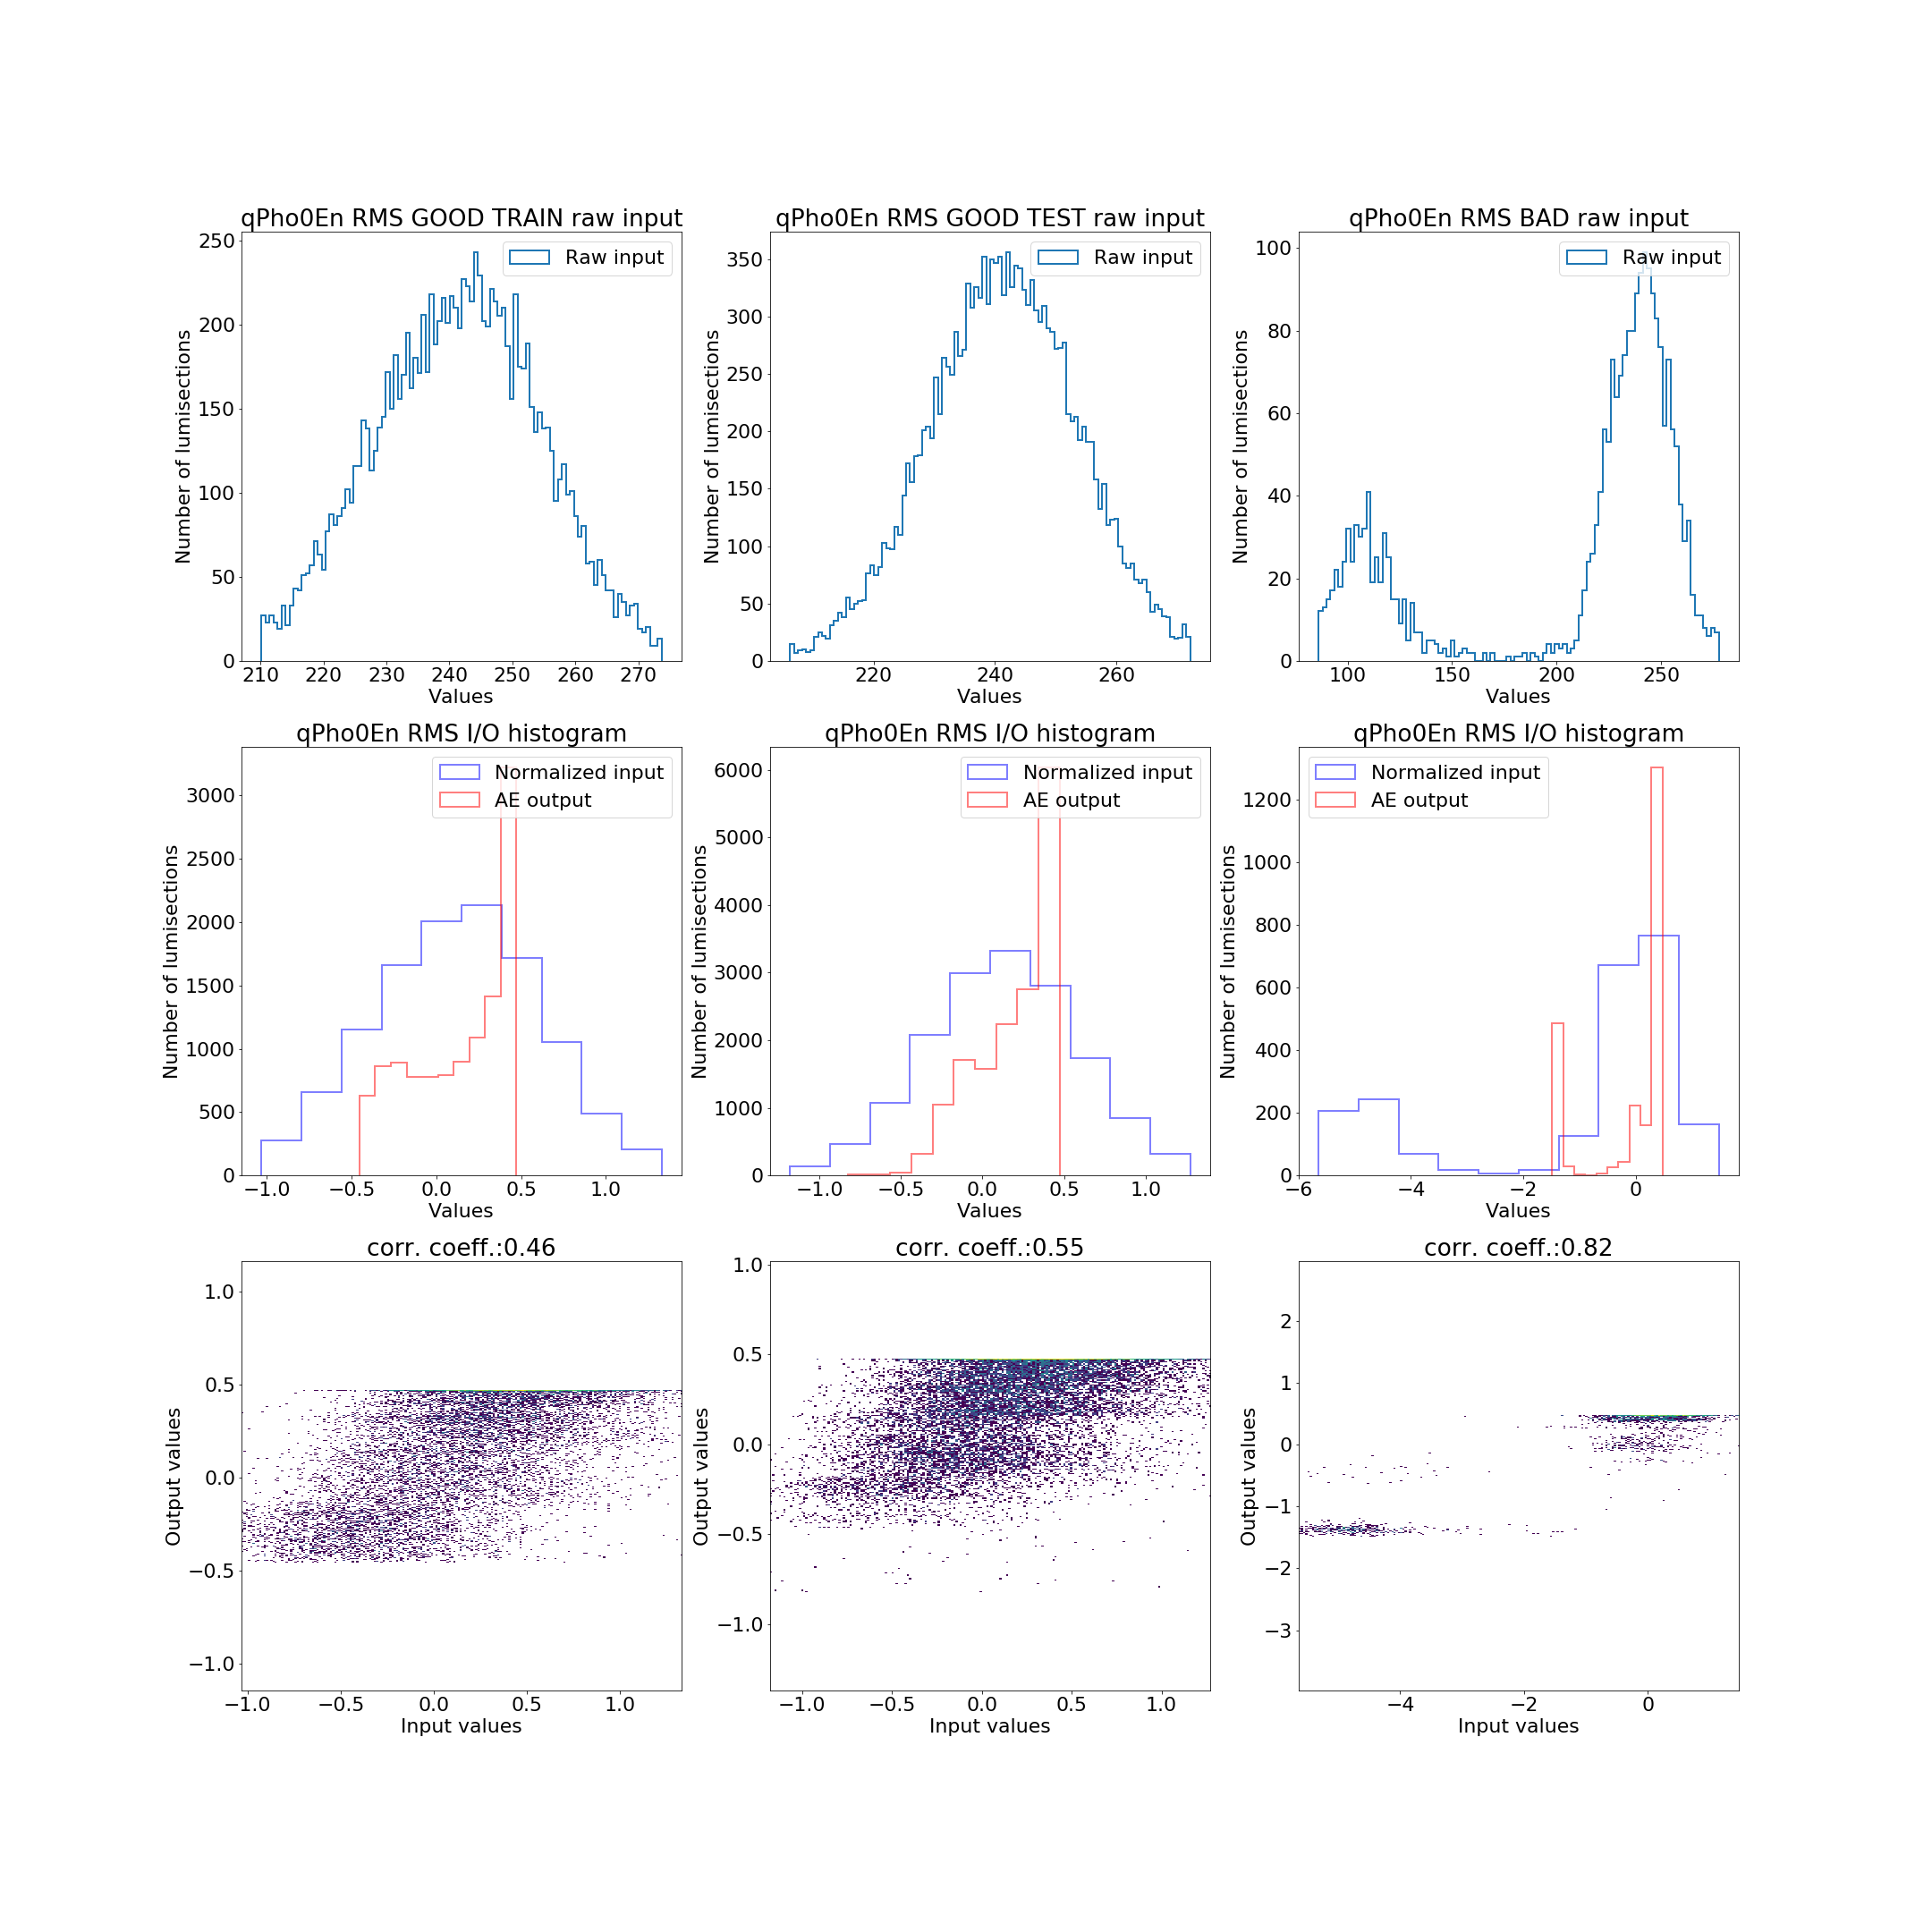 qPho0En RMS GOOD TRAIN raw input
Number of lumisections
250
200
150
100
50
0
Raw input
210 220 230 240 250 260 270
Values
qPho0En RMS GOOD TEST raw input
Number of lumisections
350
300
250
200
150
100
50
0
Raw input
220 240 260
Values
qPho0En RMS BAD raw input
Number of lumisections
100
80
60
40
20
0
Raw input
100 150 200 250
Values
qPho0En RMS I/O histogram
Number of lumisections
3000
2500
2000
1500
1000
500
0
Normalized input
AE output
−1.0 −0.5 0.0 0.5 1.0
Values
qPho0En RMS I/O histogram
Number of lumisections
6000
5000
4000
3000
2000
1000
0
Normalized input
AE output
−1.0 −0.5 0.0 0.5 1.0
Values
qPho0En RMS I/O histogram
Number of lumisections
1200
1000
800
600
400
200
0
Normalized input
AE output
−6 −4 −2 0
Values
corr. coeff.:0.46
Output values
1.0
0.5
0.0
−0.5
−1.0
−1.0 −0.5 0.0 0.5 1.0
Input values
corr. coeff.:0.55
Output values
1.0
0.5
0.0
−0.5
−1.0
−1.0 −0.5 0.0 0.5 1.0
Input values
corr. coeff.:0.82
Output values
2
1
0
−1
−2
−3
−4 −2 0
Input values